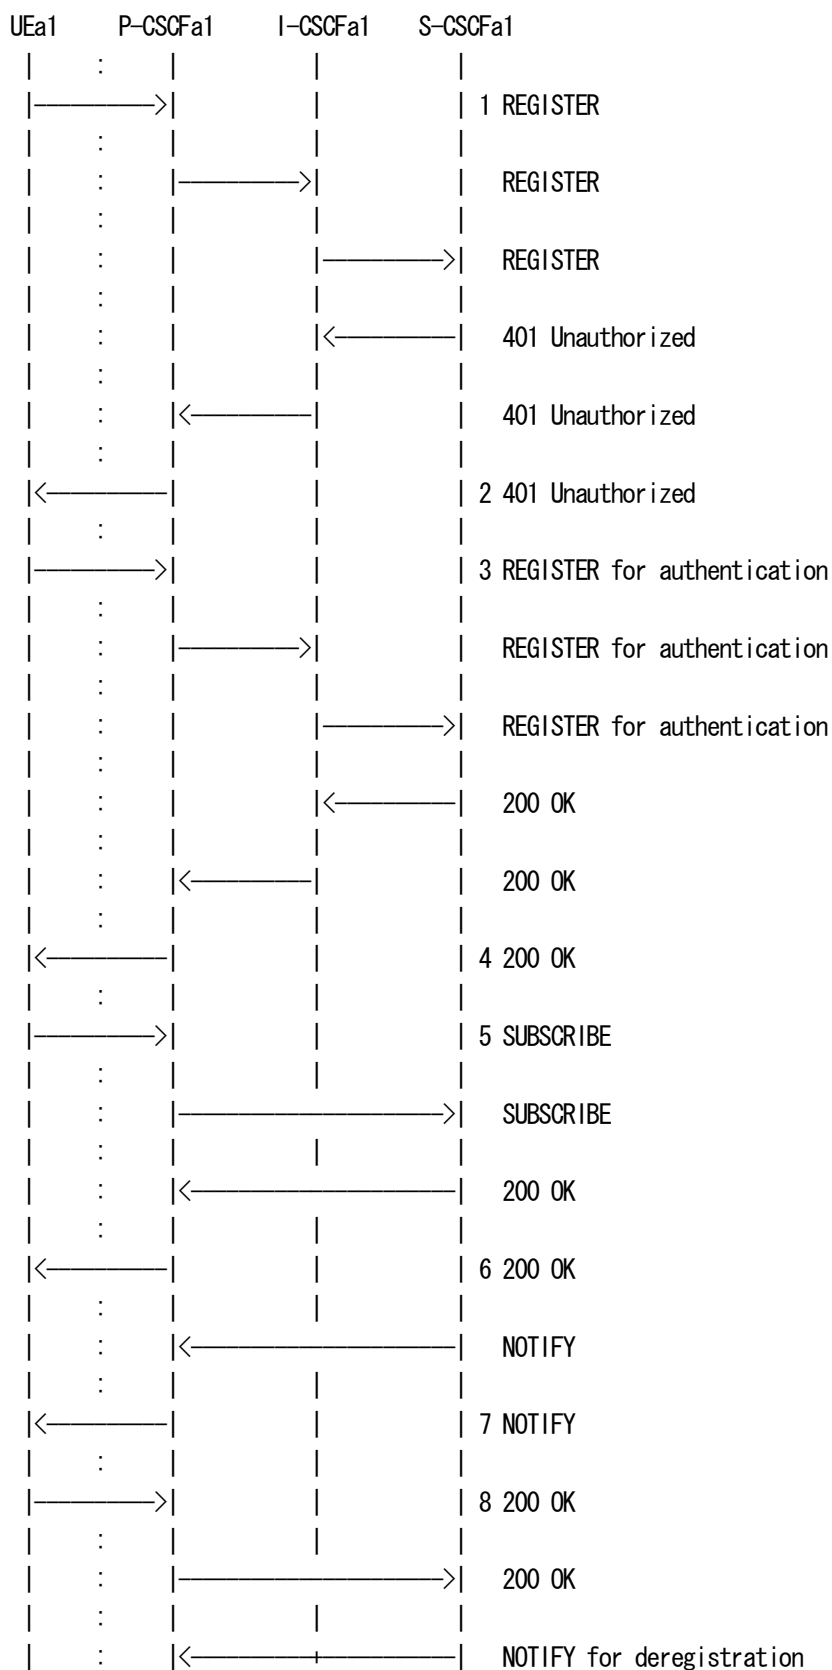 UEa1 P-CSCFa1 I-CSCFa1 S-CSCFa1
1 REGISTER
REGISTER
REGISTER
401 Unauthorized
401 Unauthorized
2 401 Unauthorized
3 REGISTER for authentication
REGISTER for authentication
REGISTER for authentication
200 OK
200 OK
4 200 OK
5 SUBSCRIBE
SUBSCRIBE
200 OK
6 200 OK
NOTIFY
7 NOTIFY
8 200 OK
200 OK
NOTIFY for deregistration